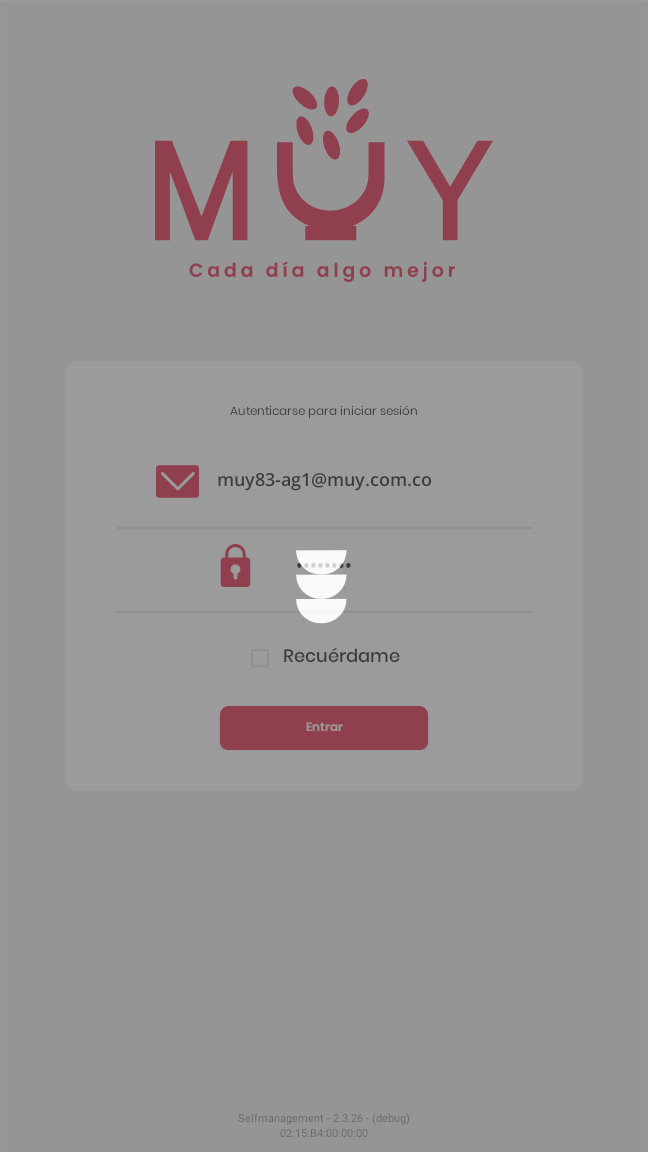 MUY
Cada día algo mejor
Autenticarse para iniciar sesión
muy83-ag1@muy.com.co
Recuérdame
Entrar
Selfmanagement - 2.3.26 - (debug)
02:15:B4:00:00:00